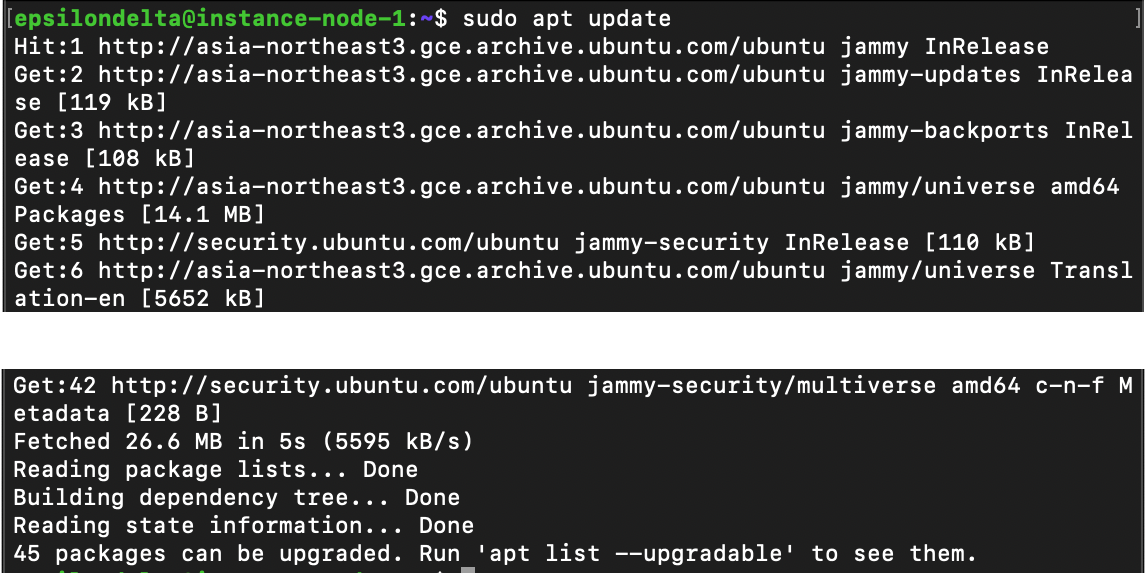 [epsilondelta@instance-node-1:~$ sudo apt update ]
Hit:1 http://asia-northeast3.gce.archive.ubuntu.com/ubuntu jammy InRelease
Get:2 http://asia-northeast3.gce.archive.ubuntu.com/ubuntu jammy-updates InRelea
se [119 kB]
Get:3 http://asia-northeast3.gce.archive.ubuntu.com/ubuntu jammy-backports InRel
ease [108 kB]
Get:4 http://asia-northeast3.gce.archive.ubuntu.com/ubuntu jammy/universe amd64
Packages [14.1 MB]
Get:5 http://security.ubuntu.com/ubuntu jammy-security InRelease [110 kB]
Get:6 http://asia-northeast3.gce.archive.ubuntu.com/ubuntu jammy/universe Transl
ation-en [5652 kB]
Get:42 http://security.ubuntu.com/ubuntu jammy-security/multiverse amd64 c-n-f M
etadata [228 B]
Fetched 26.6 MB in 5s (5595 kB/s)
Reading package lists... Done
Building dependency tree... Done
Reading state information... Done
45 packages can be upgraded. Run 'apt list --upgradable' to see them.